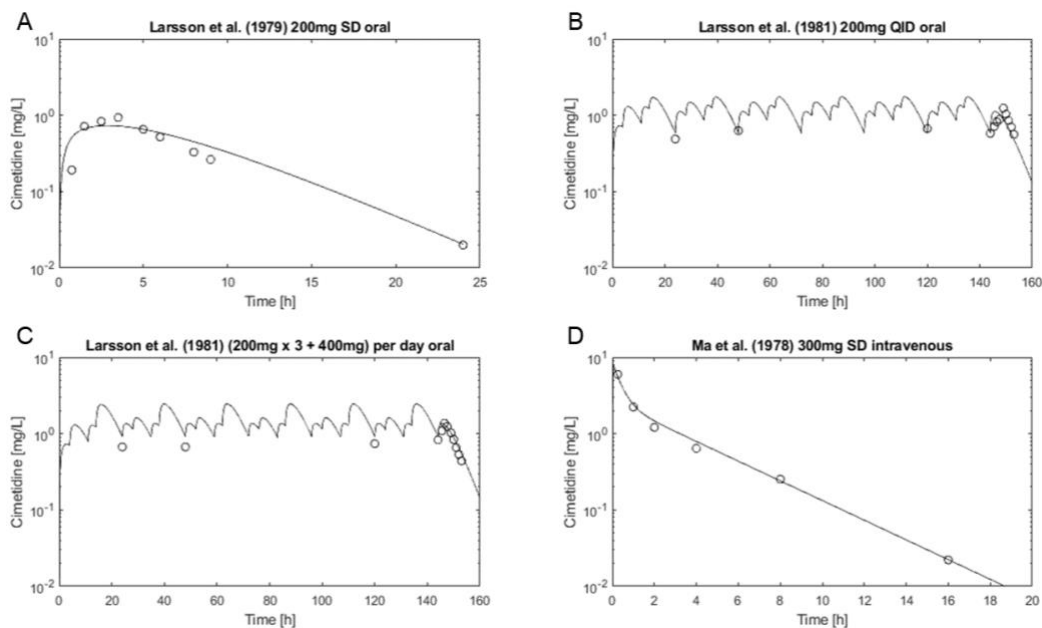 A
Larsson et al. (1979) 200mg SD oral
Cimetidine [mg/L]
10^1
10^0
10^-1
10^-2
0 5 10 15 20 25
Time [h]
B
Larsson et al. (1981) 200mg QID oral
Cimetidine [mg/L]
10^1
10^0
10^-1
10^-2
0 20 40 60 80 100 120 140 160
Time [h]
C
Larsson et al. (1981) (200mg x 3 + 400mg) per day oral
Cimetidine [mg/L]
10^1
10^0
10^-1
10^-2
0 20 40 60 80 100 120 140 160
Time [h]
D
Ma et al. (1978) 300mg SD intravenous
Cimetidine [mg/L]
10^1
10^0
10^-1
10^-2
0 2 4 6 8 10 12 14 16 18 20
Time [h]